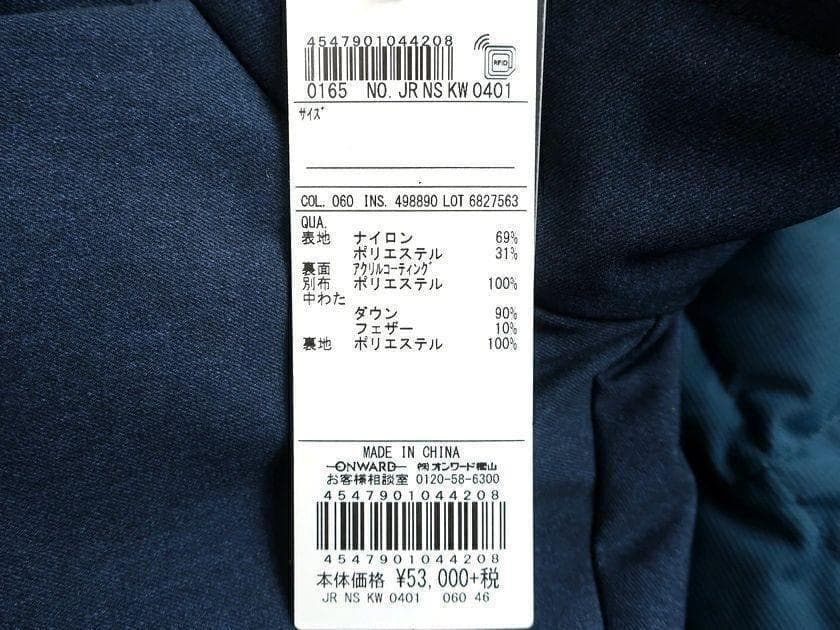 4547901044208
RFID
0165 NO. JR NS KW 0401
サイズ
COL. 060 INS. 498890 LOT 6827563
QUA.
表地 ナイロン 69%
ポリエステル 31%
裏面 アクリルコーティング
別布 ポリエステル 100%
中わた
ダウン 90%
フェザー 10%
裏地 ポリエステル 100%
MADE IN CHINA
ONWARD ㈱オンワード樫山
お客様相談室 0120-58-6300
4547901044208
4547901044208
本体価格 ¥53,000+税
JR NS KW 0401 060 46